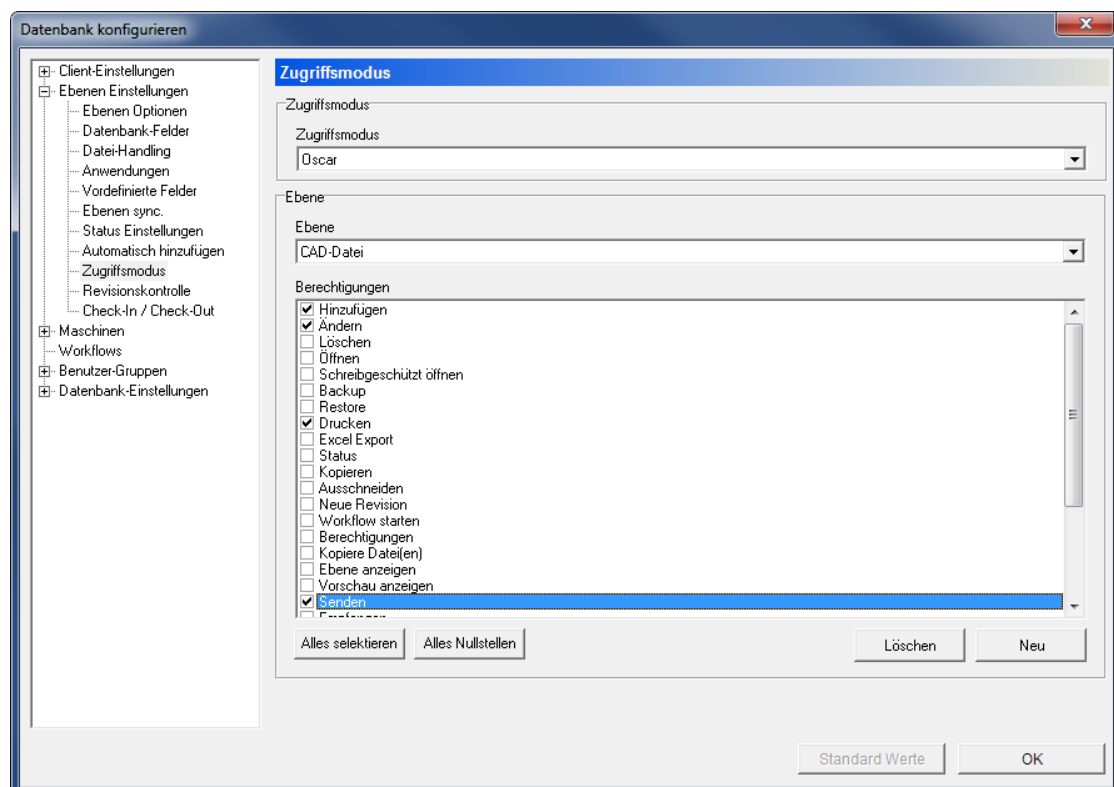 Datenbank konfigurieren
Client-Einstellungen
Ebenen Einstellungen
Ebenen Optionen
Datenbank-Felder
Datei-Handling
Anwendungen
Vordefinierte Felder
Ebenen sync.
Status Einstellungen
Automatisch hinzufügen
Zugriffsmodus
Revisionskontrolle
Check-In / Check-Out
Maschinen
Workflows
Benutzer-Gruppen
Datenbank-Einstellungen
Zugriffsmodus
Zugriffsmodus
Zugriffsmodus
Oscar
Ebene
Ebene
CAD-Datei
Berechtigungen
Hinzufügen
Ändern
Löschen
Öffnen
Schreibgeschützt öffnen
Backup
Restore
Drucken
Excel Export
Status
Kopieren
Ausschneiden
Neue Revision
Workflow starten
Berechtigungen
Kopiere Datei(en)
Ebene anzeigen
Vorschau anzeigen
Senden
Alles selektieren
Alles Nullstellen
Löschen
Neu
Standard Werte
OK